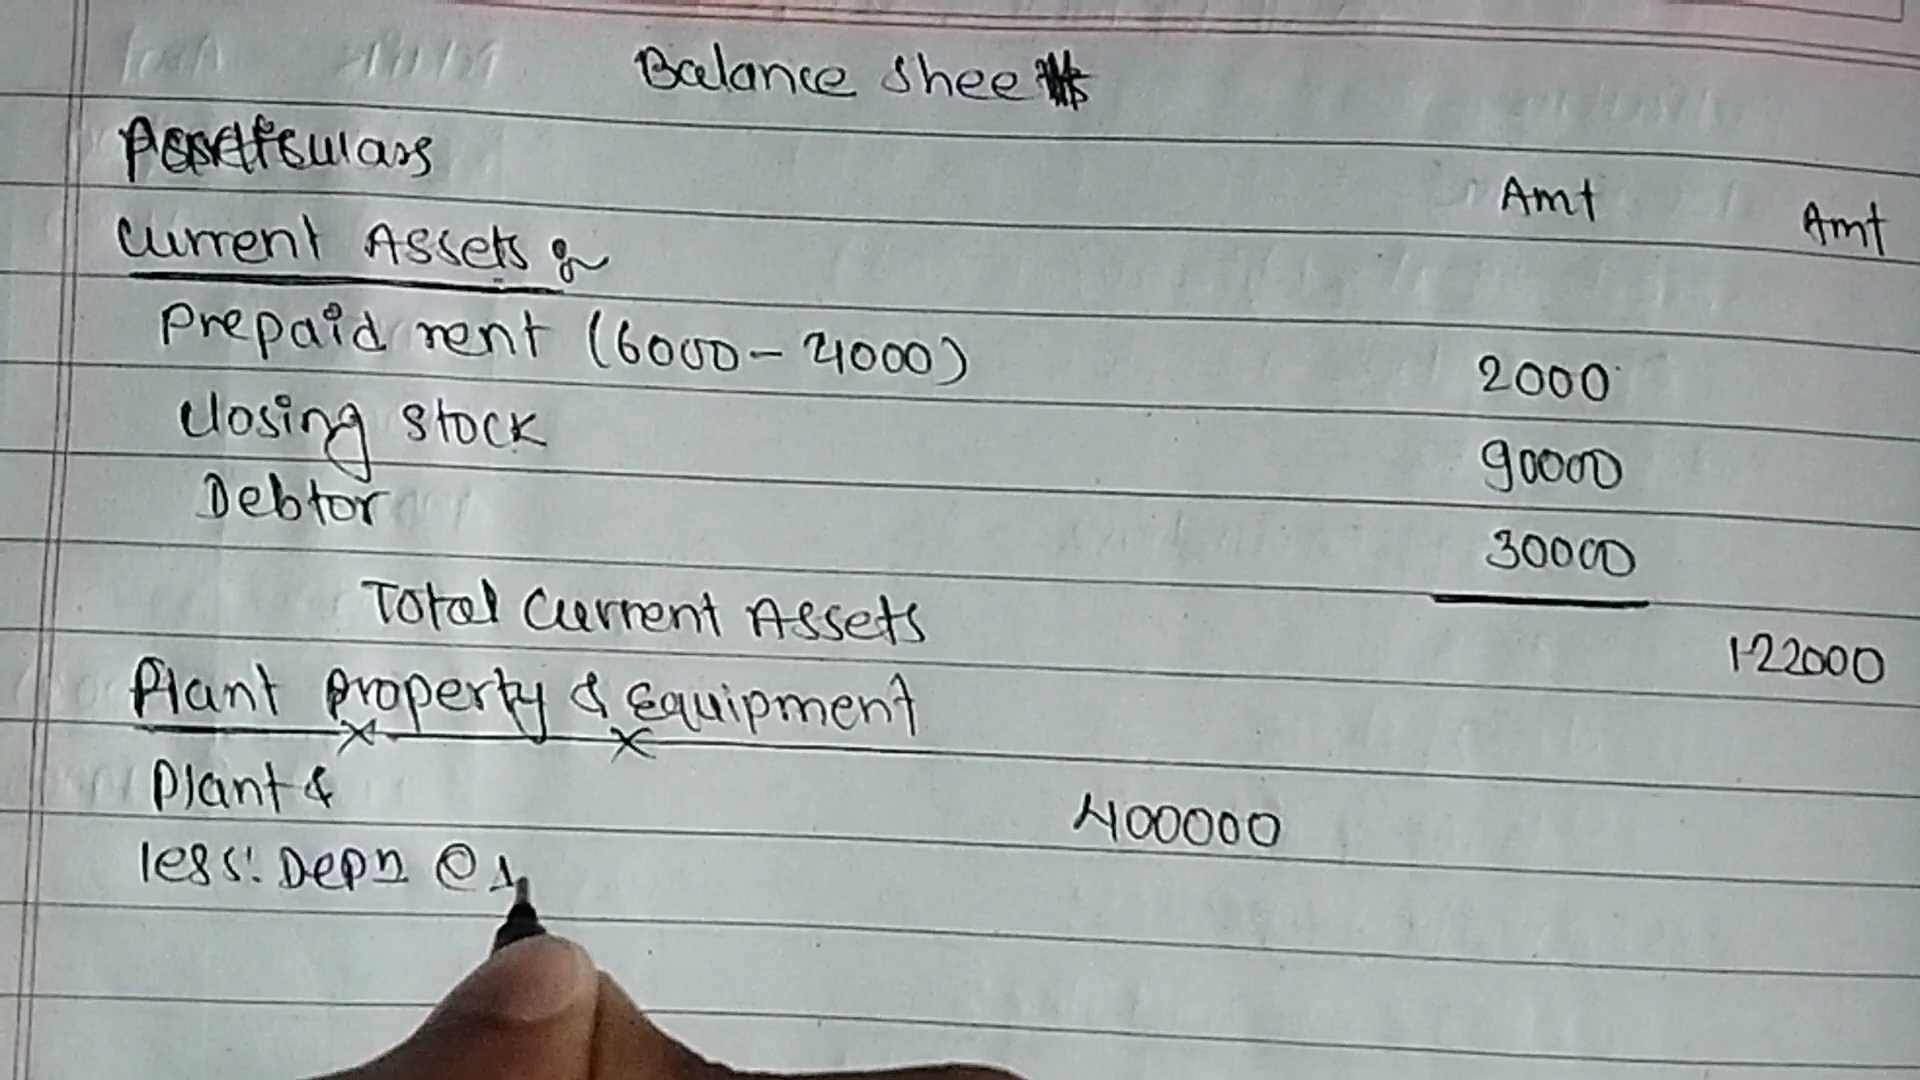 Balance Sheet
Particulars Amt Amt
Current Assets :-
Prepaid rent (6000-4000) 2000
Closing Stock 90000
Debtor 30000
Total Current Assets 122000
Plant Property & Equipment
Plant & 400000
less: Depn @ 1